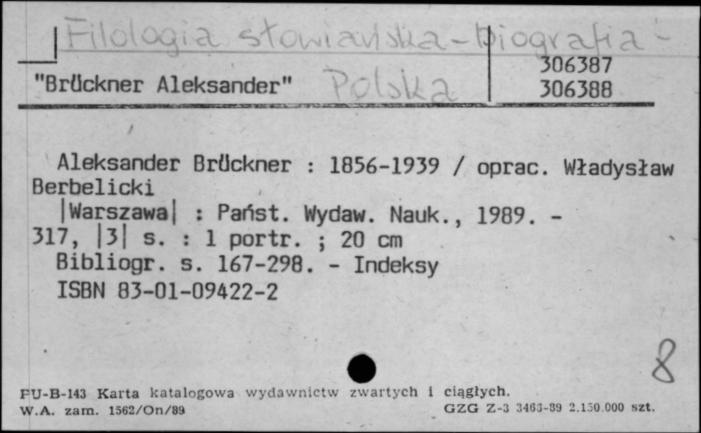 Filologia słowiańska - biografia -
306387
"Brückner Aleksander" Polska 306388
Aleksander Brückner : 1856-1939 / oprac. Władysław
Berbelicki
|Warszawa| : Państ. Wydaw. Nauk., 1989. -
317, |3| s. : 1 portr. ; 20 cm
Bibliogr. s. 167-298. - Indeksy
ISBN 83-01-09422-2
8
PU-B-143 Karta katalogowa wydawnictw zwartych i ciągłych.
W.A. zam. 1562/On/89 GZG Z-3 3463-89 2.150.000 szt.